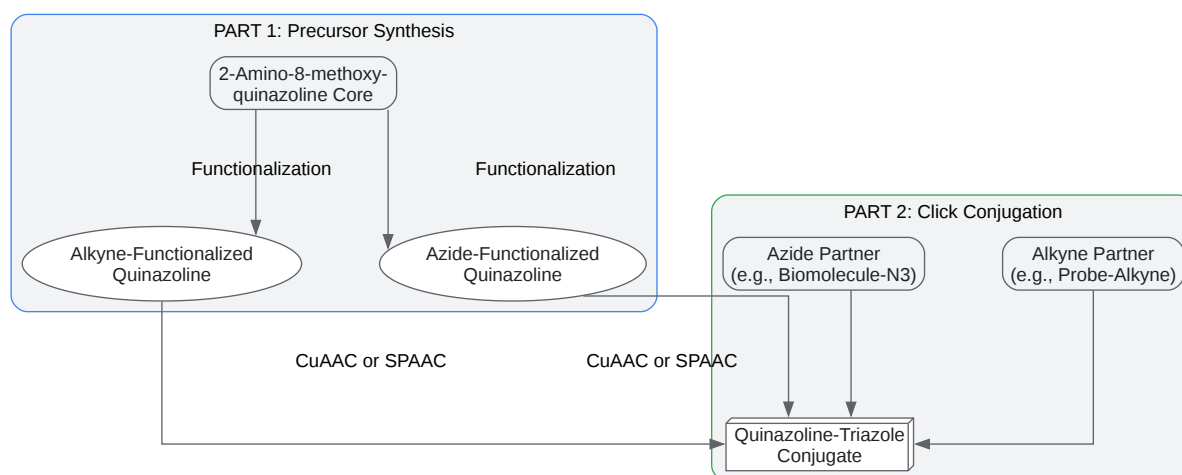 PART 1: Precursor Synthesis
2-Amino-8-methoxy-
quinazoline Core
Functionalization
Functionalization
Alkyne-Functionalized
Quinazoline
Azide-Functionalized
Quinazoline
PART 2: Click Conjugation
Azide Partner
(e.g., Biomolecule-N3)
Alkyne Partner
(e.g., Probe-Alkyne)
CuAAC or SPAAC
CuAAC or SPAAC
Quinazoline-Triazole
Conjugate